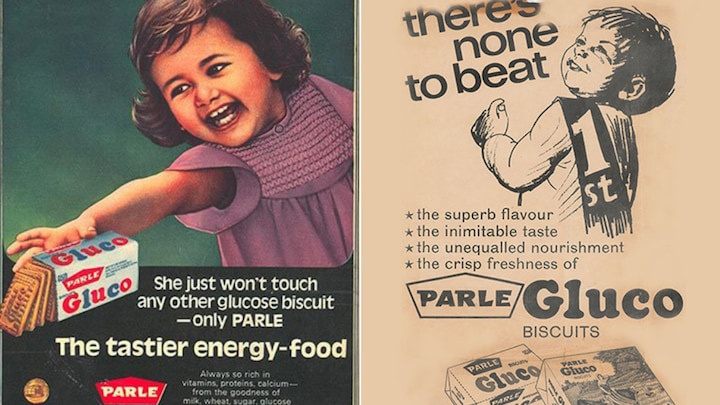 PARLE
Gluco
PARLE
Gluco
She just won't touch
any other glucose biscuit
—only PARLE
The tastier energy-food
Always so rich in
vitamins, proteins, calcium—
from the goodness of
milk, wheat, sugar, glucose
PARLE
there's
none
to beat
1
st
★ the superb flavour
★ the inimitable taste
★ the unequalled nourishment
★ the crisp freshness of
PARLE Gluco
BISCUITS
PARLE
Gluco
PARLE
Gluco